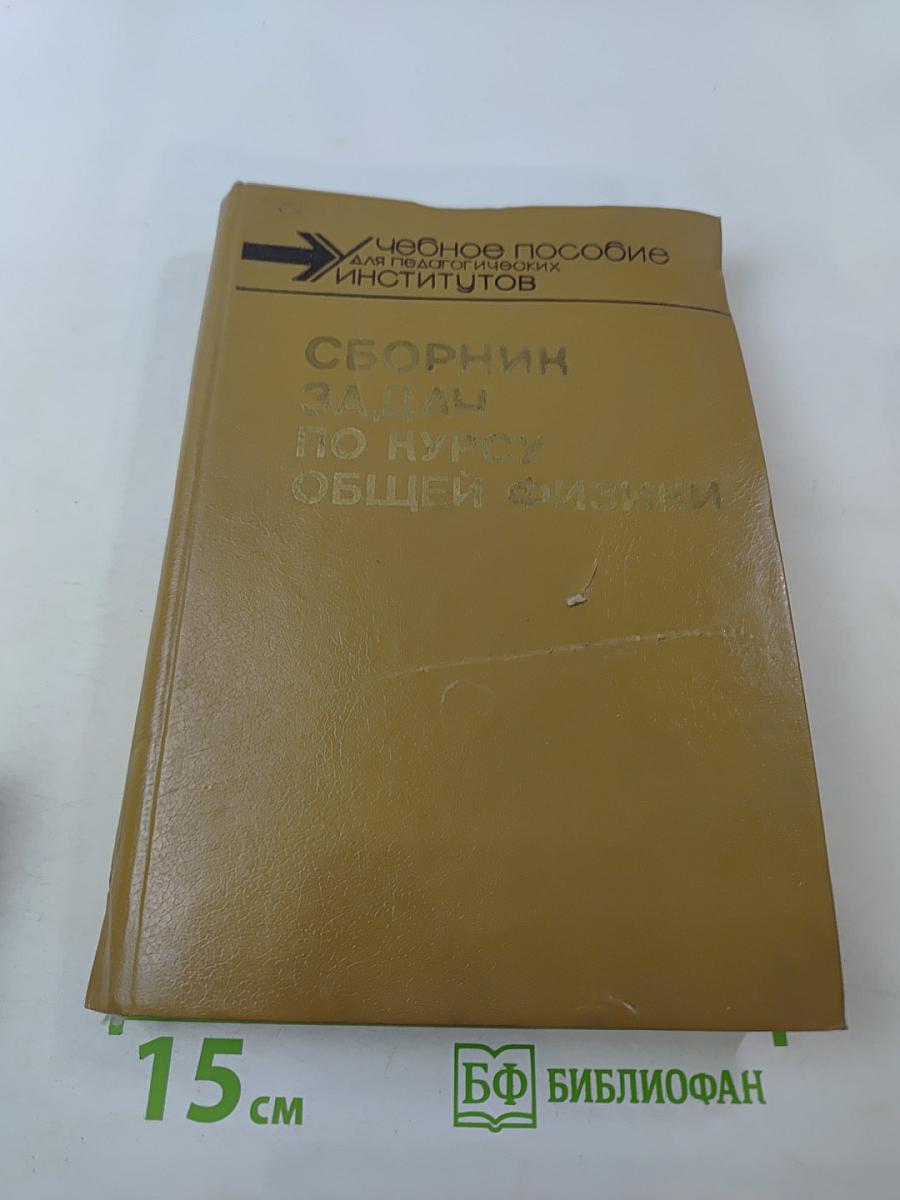 Учебное пособие
для педагогических
институтов
СБОРНИК
ЗАДАЧ
ПО КУРСУ
ОБЩЕЙ ФИЗИКИ
15 см
БФ БИБЛИОФАН